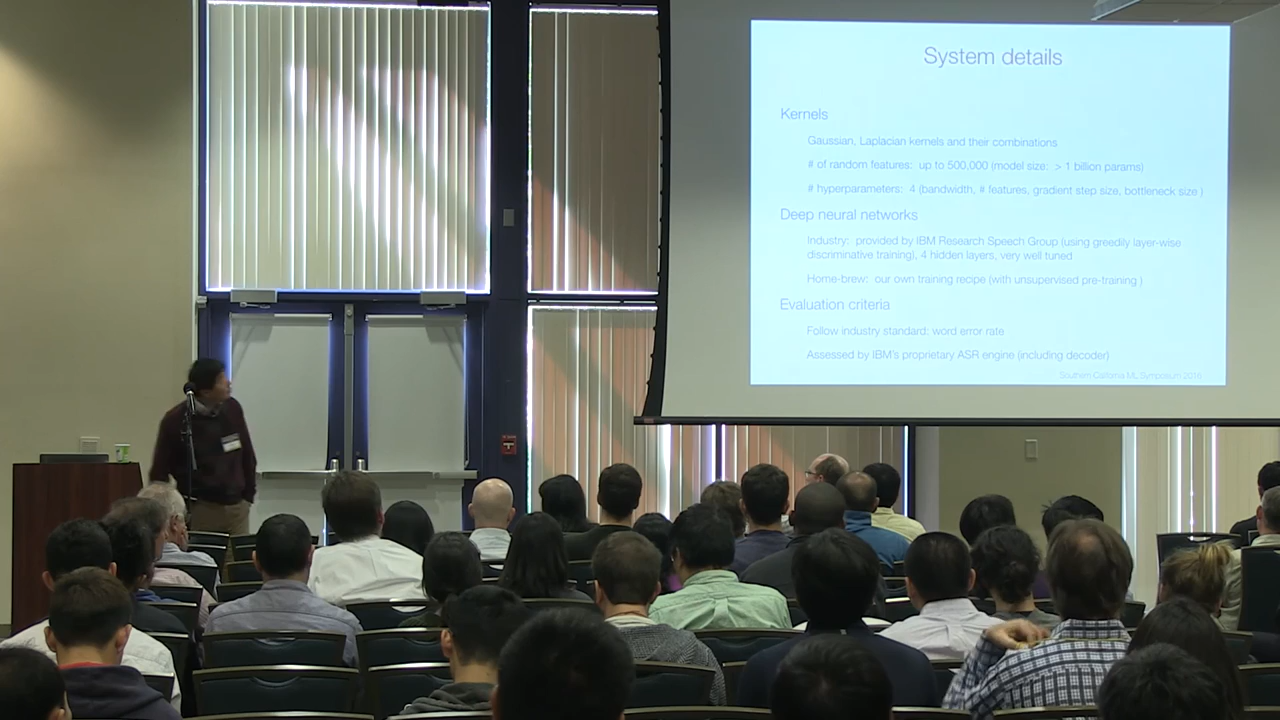 System details
Kernels
Gaussian, Laplacian kernels and their combinations
# of random features: up to 500,000 (model size: > 1 billion params)
# hyperparameters: 4 (bandwidth, # features, gradient step size, bottleneck size )
Deep neural networks
Industry: provided by IBM Research Speech Group (using greedily layer-wise
discriminative training), 4 hidden layers, very well tuned
Home-brew: our own training recipe (with unsupervised pre-training )
Evaluation criteria
Follow industry standard: word error rate
Assessed by IBM's proprietary ASR engine (including decoder)
Southern California ML Symposium 2016